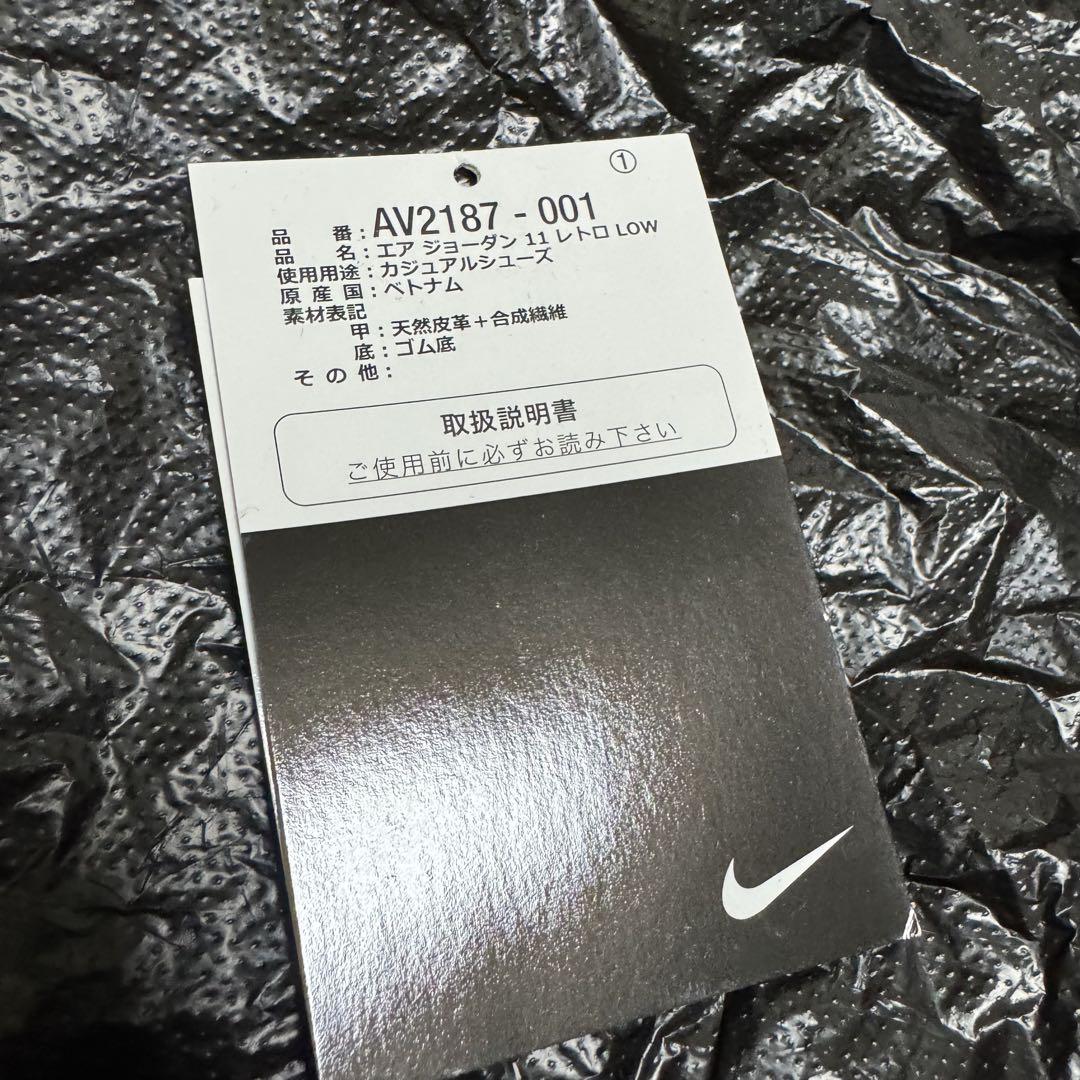 ①
品 番：AV2187 - 001
品 名：エア ジョーダン 11 レトロ LOW
使用用途：カジュアルシューズ
原 産 国：ベトナム
素材表記
甲：天然皮革＋合成繊維
底：ゴム底
そ の 他：
取扱説明書
ご使用前に必ずお読み下さい